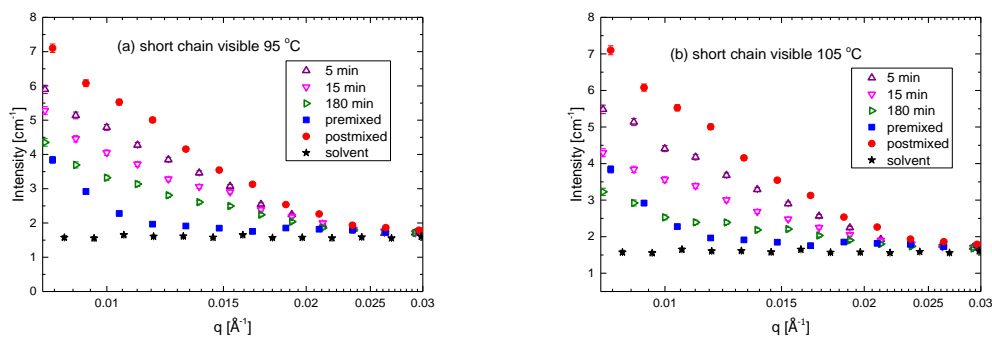 (a) short chain visible 95 °C
5 min
15 min
180 min
premixed
postmixed
solvent
Intensity [cm⁻¹]
8
7
6
5
4
3
2
1
0
0.01 0.015 0.02 0.025 0.03
q [Å⁻¹]
(b) short chain visible 105 °C
5 min
15 min
180 min
premixed
postmixed
solvent
Intensity [cm⁻¹]
8
7
6
5
4
3
2
1
0.01 0.015 0.02 0.025 0.03
q [Å⁻¹]